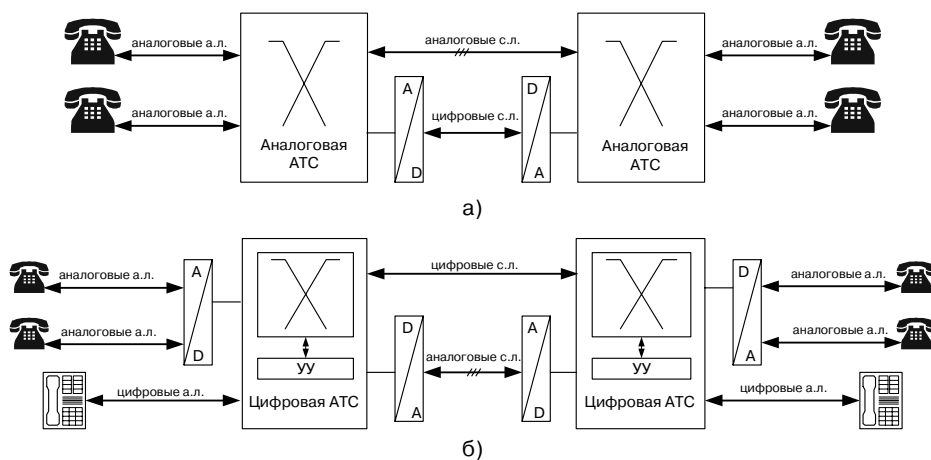 аналоговые а.л.
аналоговые с.л.
аналоговые а.л.
A
D
аналоговые а.л.
цифровые с.л.
аналоговые а.л.
Аналоговая
АТС
D
A
Аналоговая
АТС
а)
аналоговые а.л.
A
цифровые с.л.
D
аналоговые а.л.
аналоговые а.л.
D
D
A
аналоговые с.л.
A
аналоговые а.л.
УУ
УУ
цифровые а.л.
Цифровая АТС
A
D
Цифровая АТС
цифровые а.л.
б)